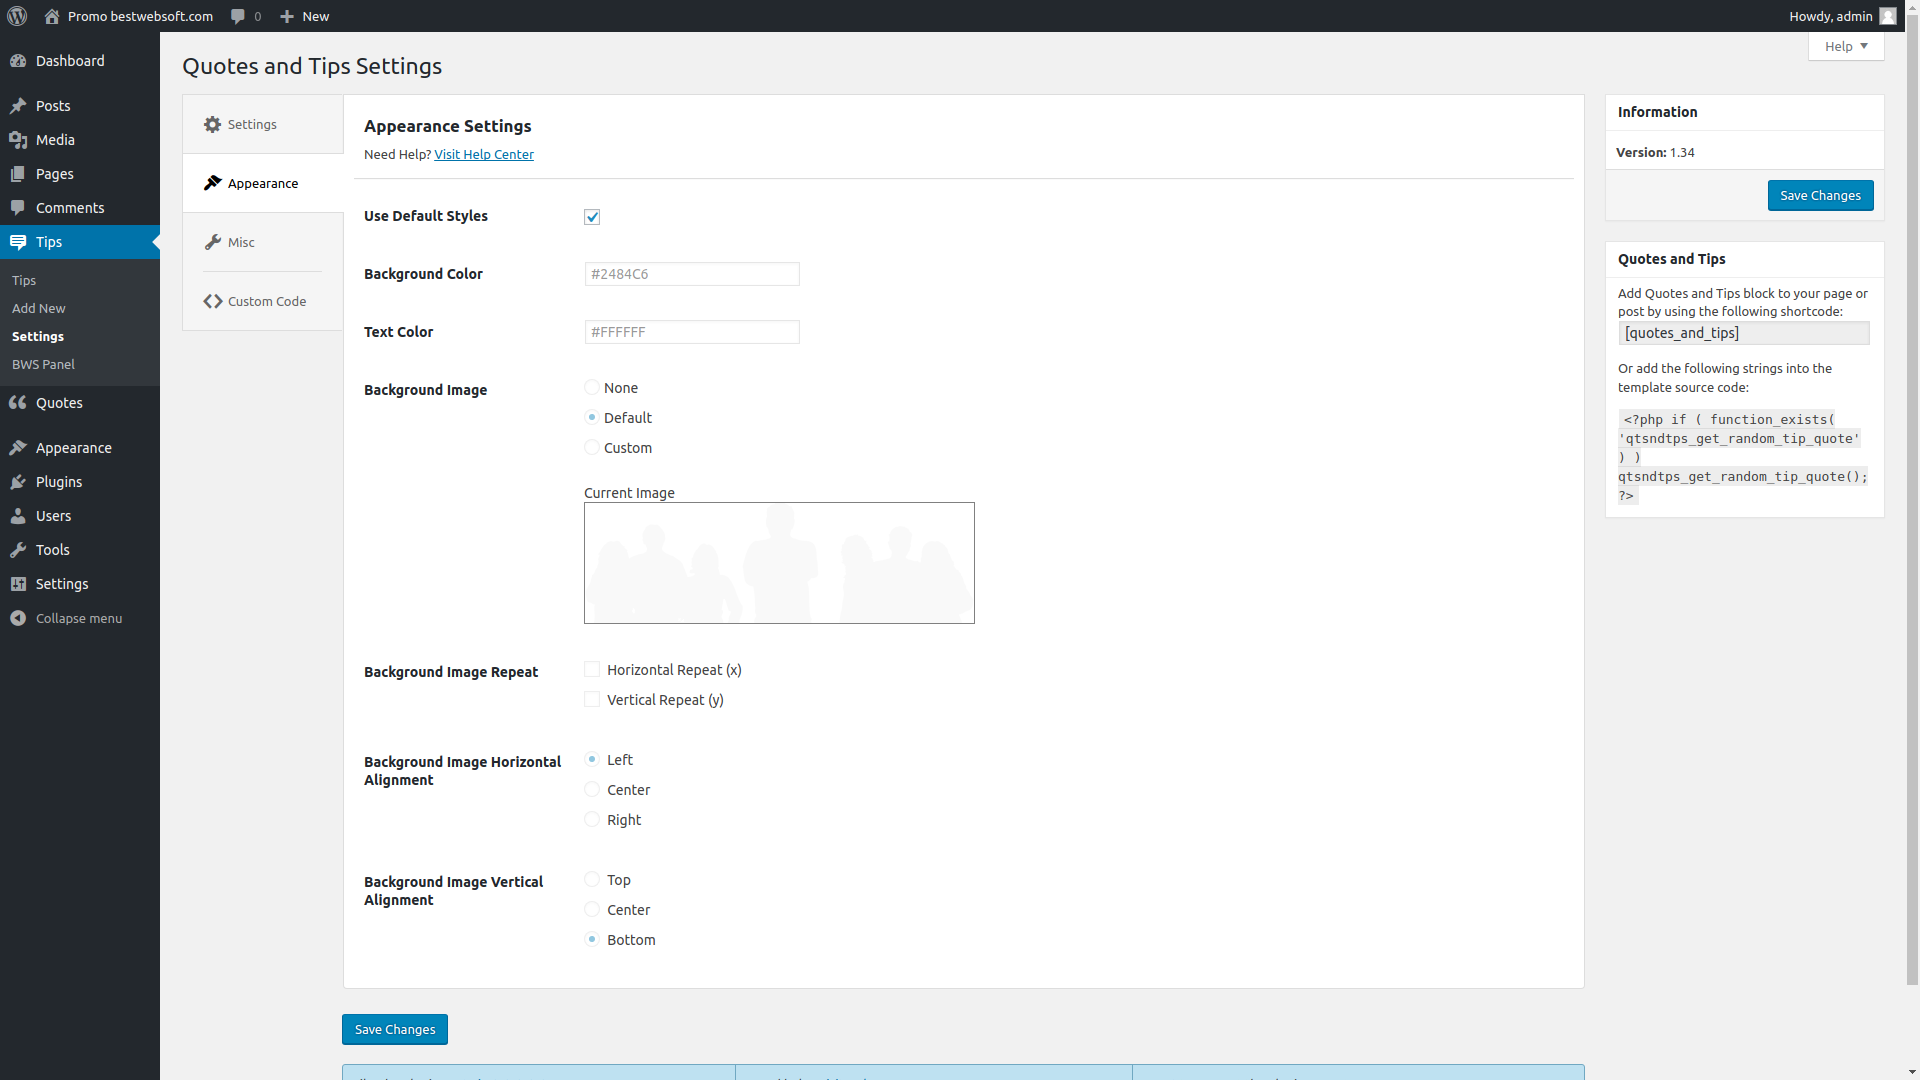 Promo bestwebsoft.com
0
New
Howdy, admin
Help
Dashboard
Posts
Media
Pages
Comments
Tips
Tips
Add New
Settings
BWS Panel
Quotes
Appearance
Plugins
Users
Tools
Settings
Collapse menu
Quotes and Tips Settings
Settings
Appearance
Misc
Custom Code
Appearance Settings
Need Help? Visit Help Center
Use Default Styles
Background Color
#2484C6
Text Color
#FFFFFF
Background Image
None
Default
Custom
Current Image
Background Image Repeat
Horizontal Repeat (x)
Vertical Repeat (y)
Background Image Horizontal
Alignment
Left
Center
Right
Background Image Vertical
Alignment
Top
Center
Bottom
Save Changes
Information
Version: 1.34
Save Changes
Quotes and Tips
Add Quotes and Tips block to your page or
post by using the following shortcode:
[quotes_and_tips]
Or add the following strings into the
template source code:
<?php if ( function_exists(
'qtsndtps_get_random_tip_quote'
) )
qtsndtps_get_random_tip_quote();
?>